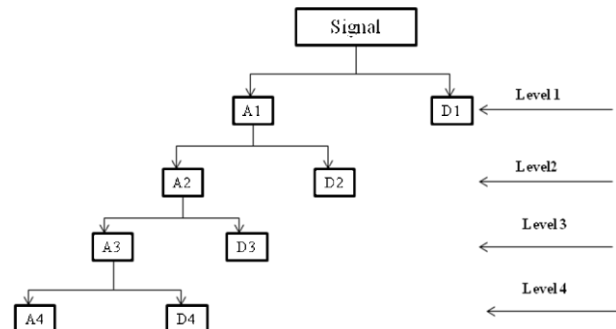 Signal
A1
D1
Level 1
A2
D2
Level2
A3
D3
Level 3
A4
D4
Level 4